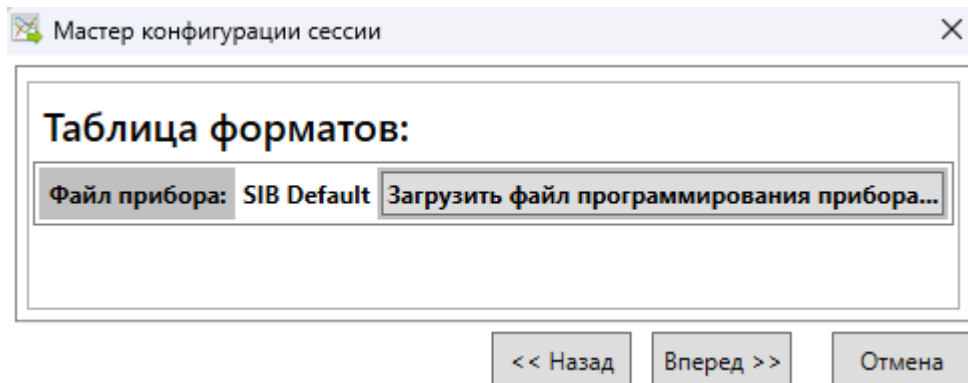 Мастер конфигурации сессии
Таблица форматов:
Файл прибора: SIB Default Загрузить файл программирования прибора...
<< Назад Вперед >> Отмена